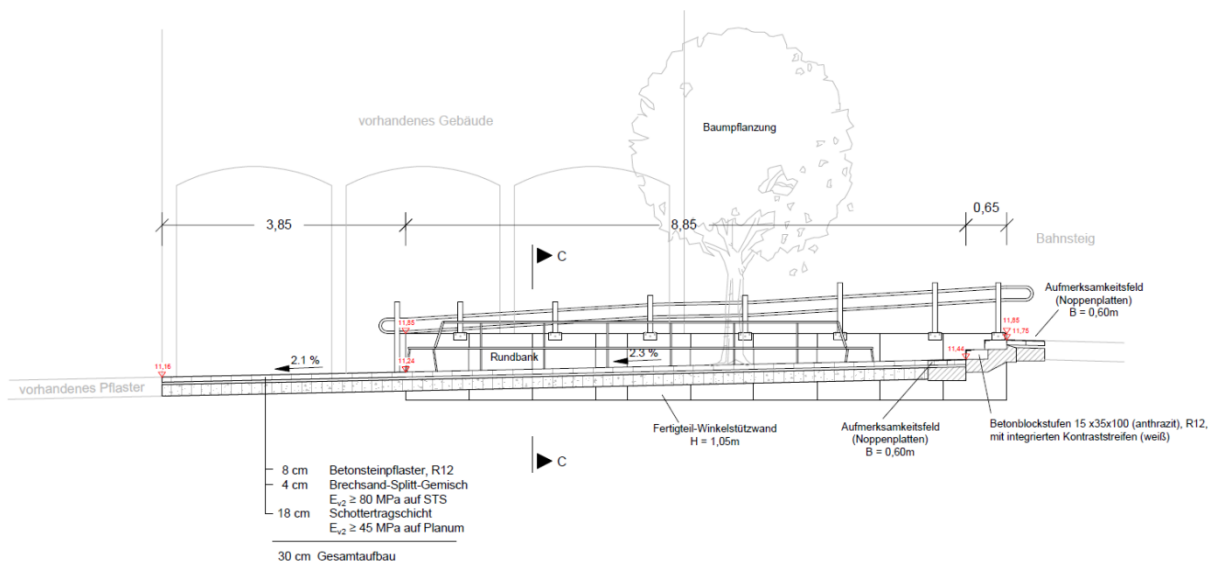 vorhandenes Gebäude
Baumpflanzung
3,85
8,85
0,65
C
Bahnsteig
Aufmerksamkeitsfeld
(Noppenplatten)
B = 0,60m
11,55
11,85
11,75
2.1 %
11,24
Rundbank
2.3 %
11,44
11,16
vorhandenes Pflaster
Fertigteil-Winkelstützwand
H = 1,05m
Aufmerksamkeitsfeld
(Noppenplatten)
B = 0,60m
Betonblockstufen 15 x35x100 (anthrazit), R12,
mit integrierten Kontraststreifen (weiß)
C
8 cm Betonsteinpflaster, R12
4 cm Brechsand-Splitt-Gemisch
Ev2 ≥ 80 MPa auf STS
18 cm Schottertragschicht
Ev2 ≥ 45 MPa auf Planum
30 cm Gesamtaufbau